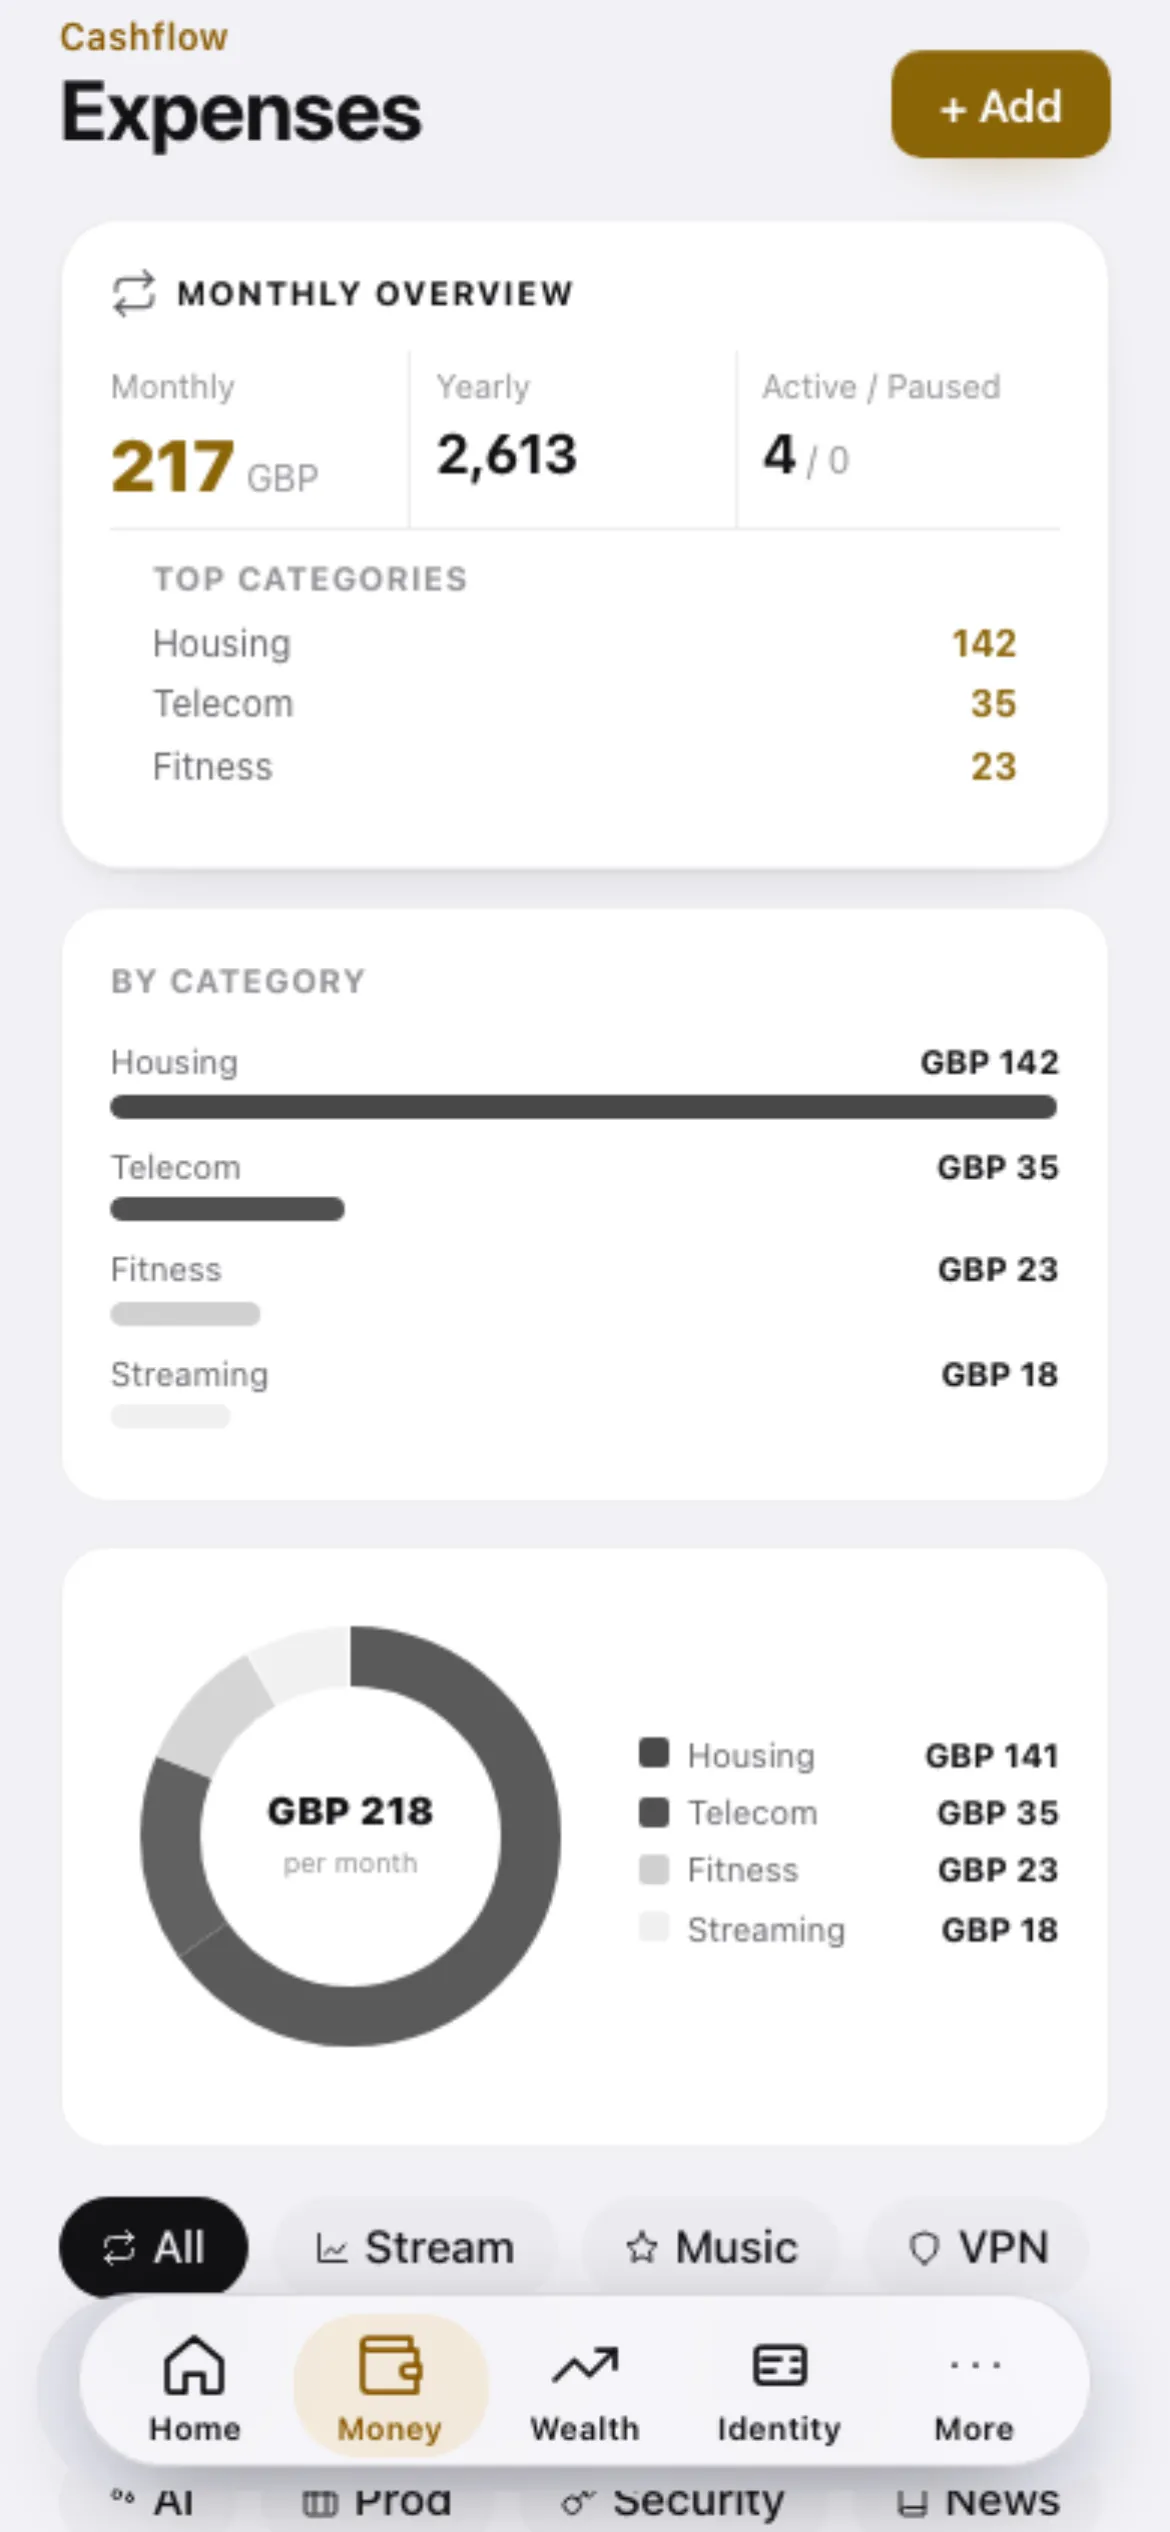 Cashflow
Expenses
+ Add
MONTHLY OVERVIEW
Monthly
Yearly
Active / Paused
217 GBP
2,613
4 / 0
TOP CATEGORIES
Housing 142
Telecom 35
Fitness 23
BY CATEGORY
Housing GBP 142
Telecom GBP 35
Fitness GBP 23
Streaming GBP 18
GBP 218
per month
Housing GBP 141
Telecom GBP 35
Fitness GBP 23
Streaming GBP 18
All Stream Music VPN
Home Money Wealth Identity More
AI Prod Security News